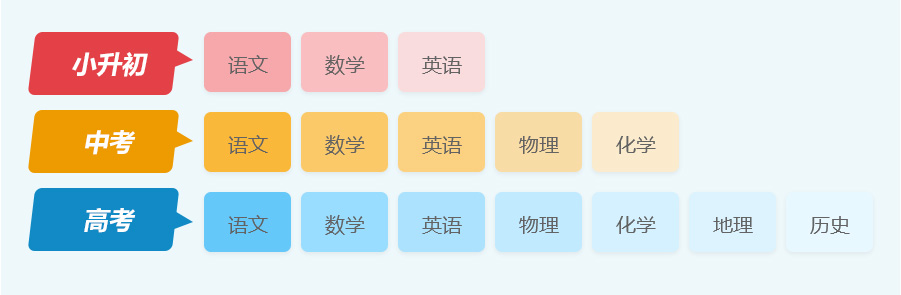 小升初 语文 数学 英语
中考 语文 数学 英语 物理 化学
高考 语文 数学 英语 物理 化学 地理 历史